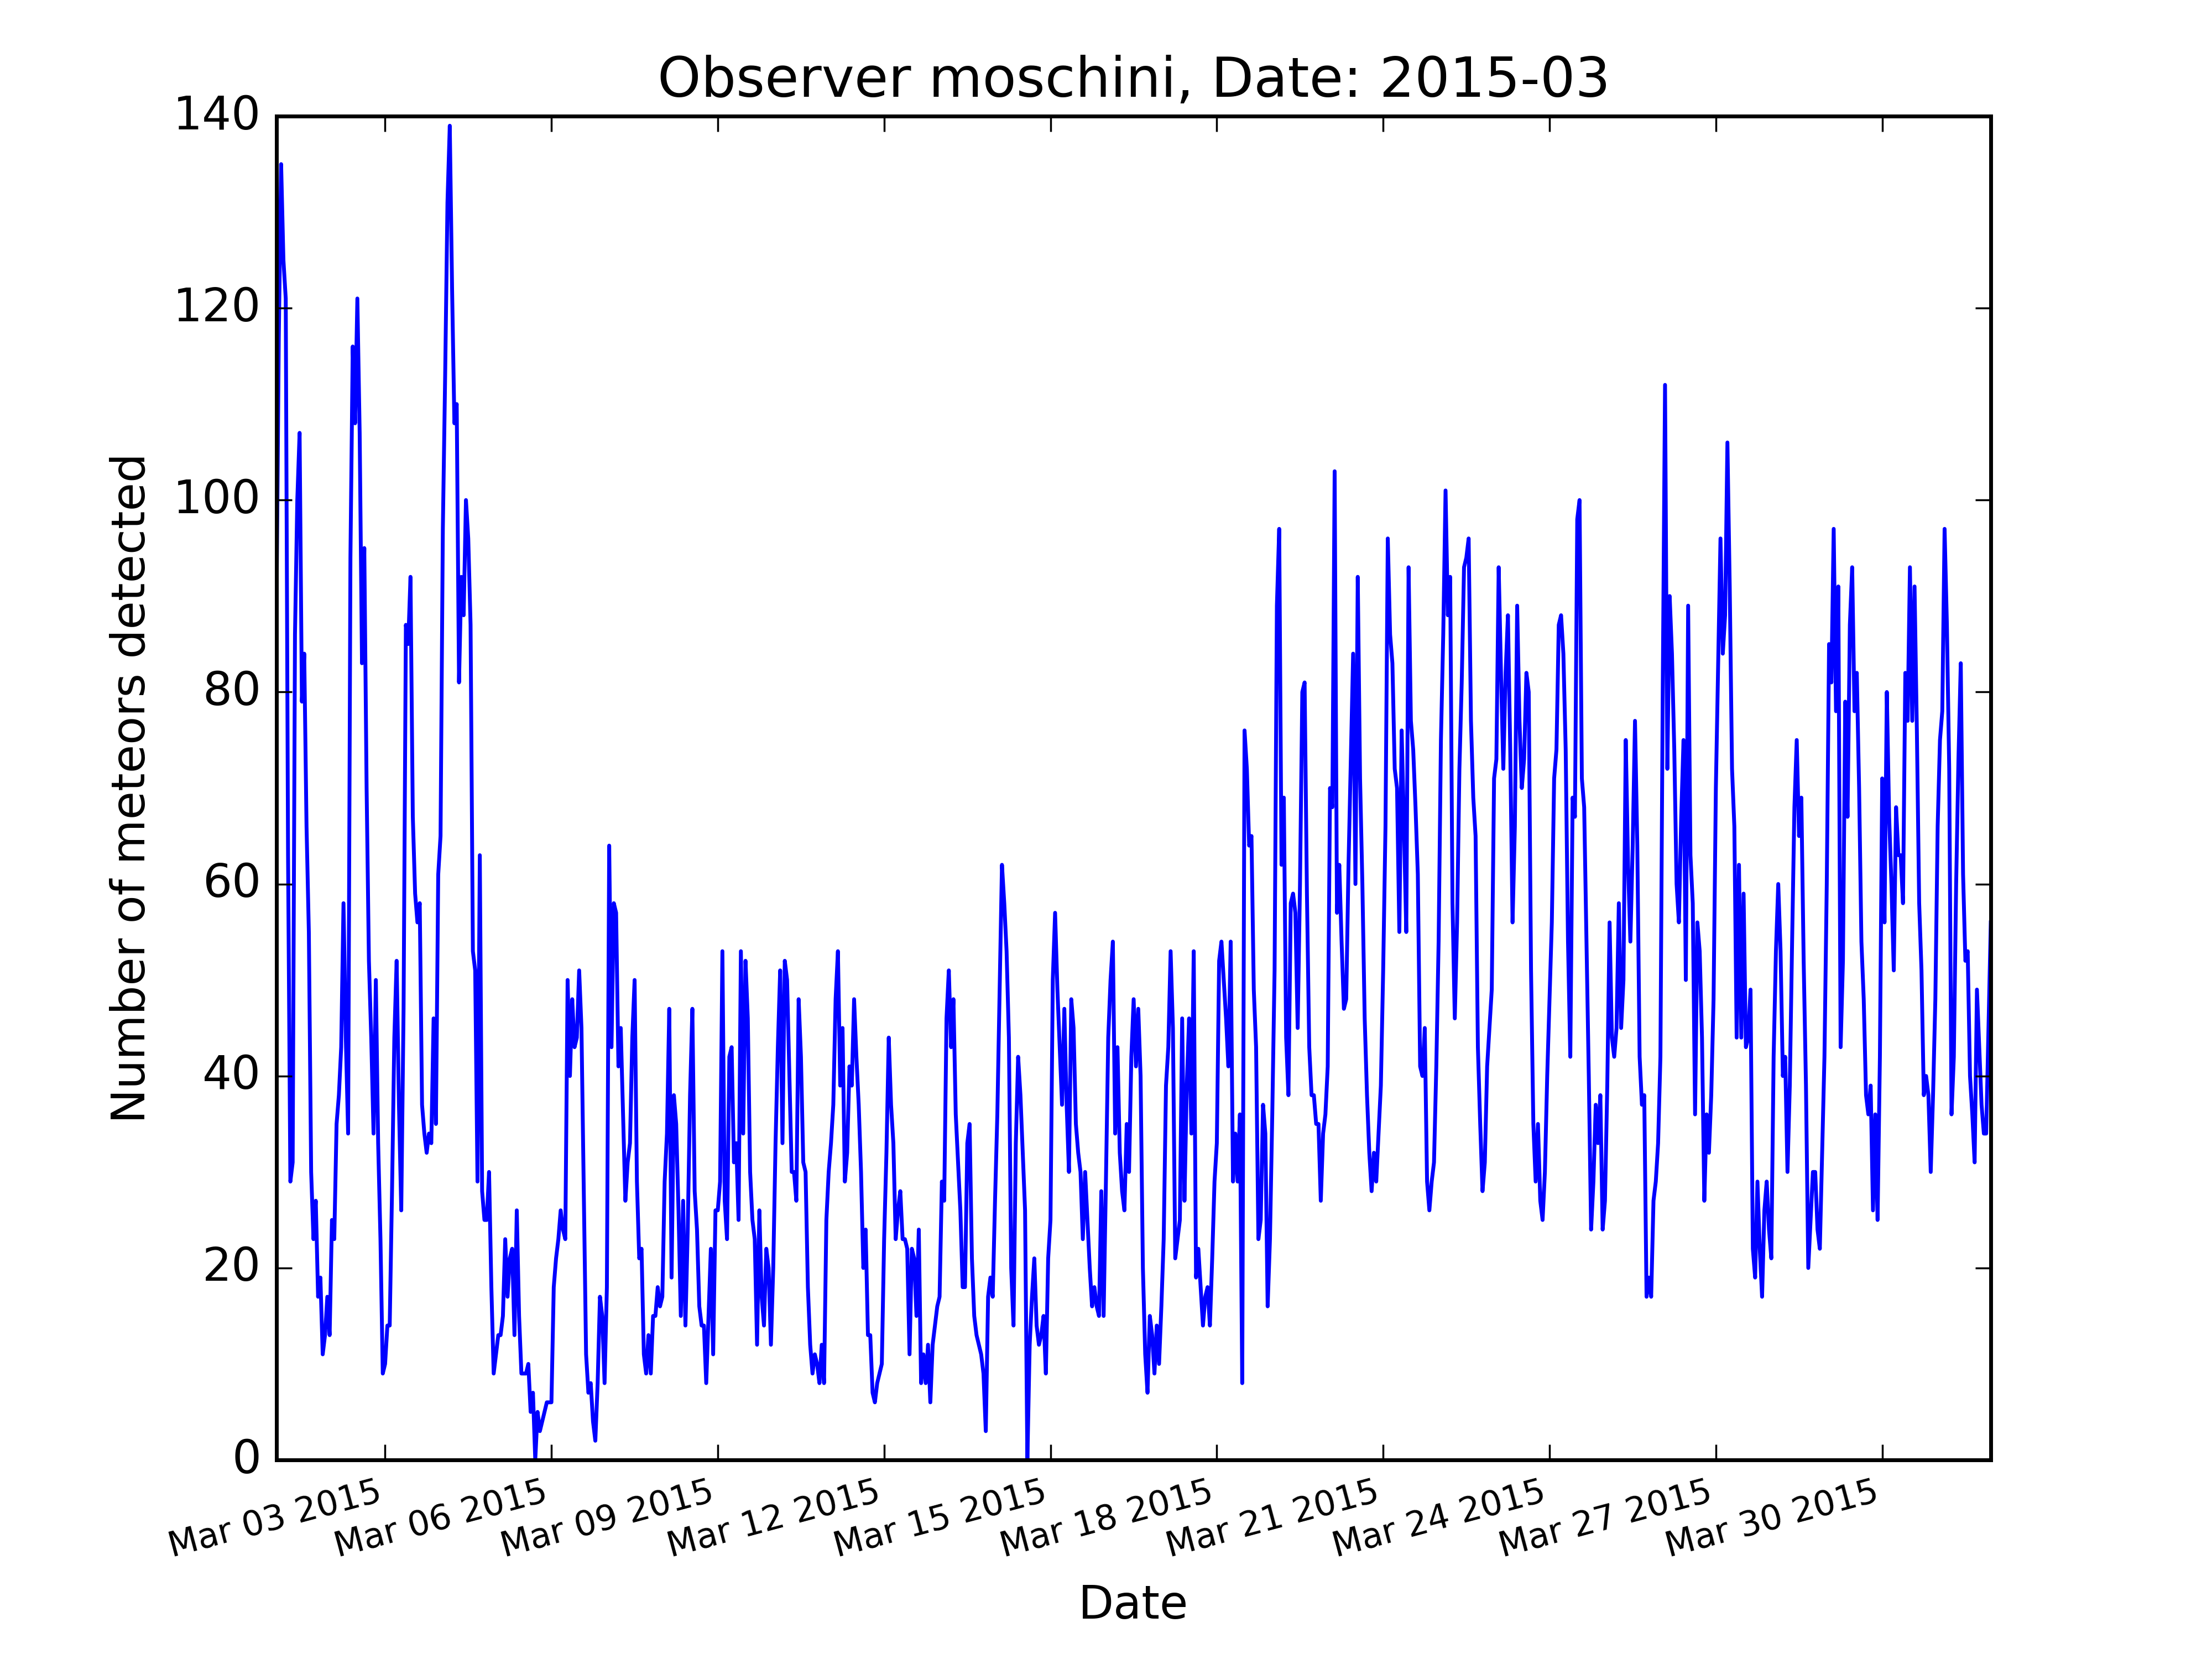 Observer moschini, Date: 2015-03
Number of meteors detected
140
120
100
80
60
40
20
0
Mar 03 2015
Mar 06 2015
Mar 09 2015
Mar 12 2015
Mar 15 2015
Mar 18 2015
Mar 21 2015
Mar 24 2015
Mar 27 2015
Mar 30 2015
Date